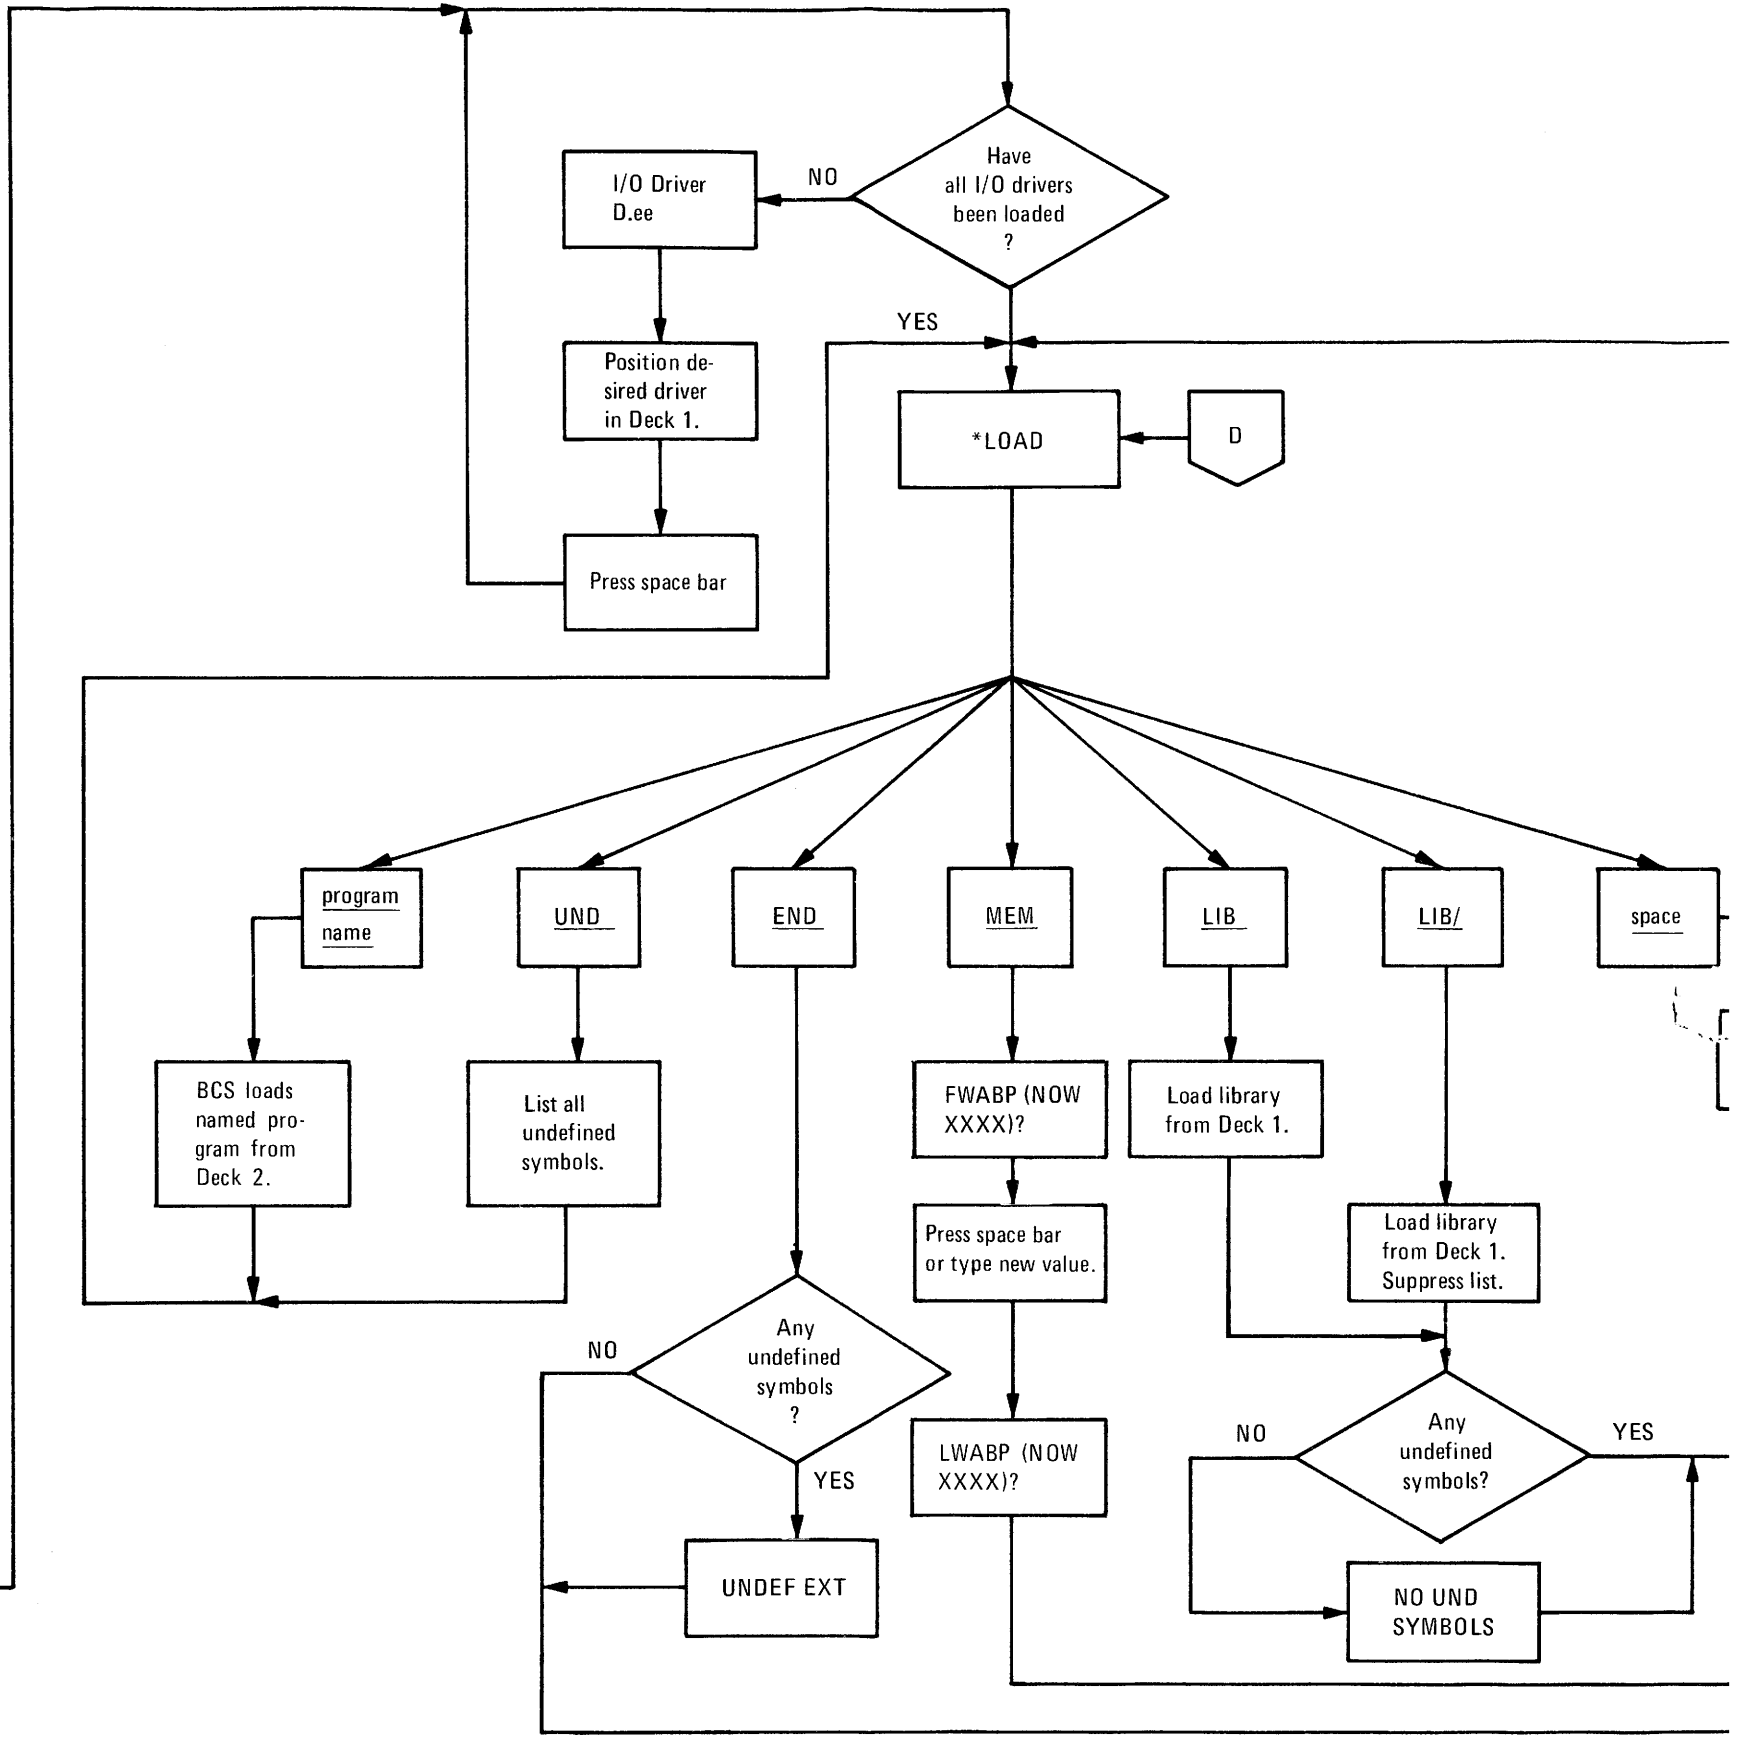 Have
all I/O drivers
been loaded
?
NO
I/O Driver
D.ee
YES
Position de-
sired driver
in Deck 1.
*LOAD
D
Press space bar
program
name
UND
END
MEM
LIB
LIB/
space
BCS loads
named pro-
gram from
Deck 2.
List all
undefined
symbols.
FWABP (NOW
XXXX)?
Load library
from Deck 1.
Press space bar
or type new value.
Load library
from Deck 1.
Suppress list.
NO
Any
undefined
symbols
?
YES
LWABP (NOW
XXXX)?
NO
Any
undefined
symbols?
YES
UNDEF EXT
NO UND
SYMBOLS